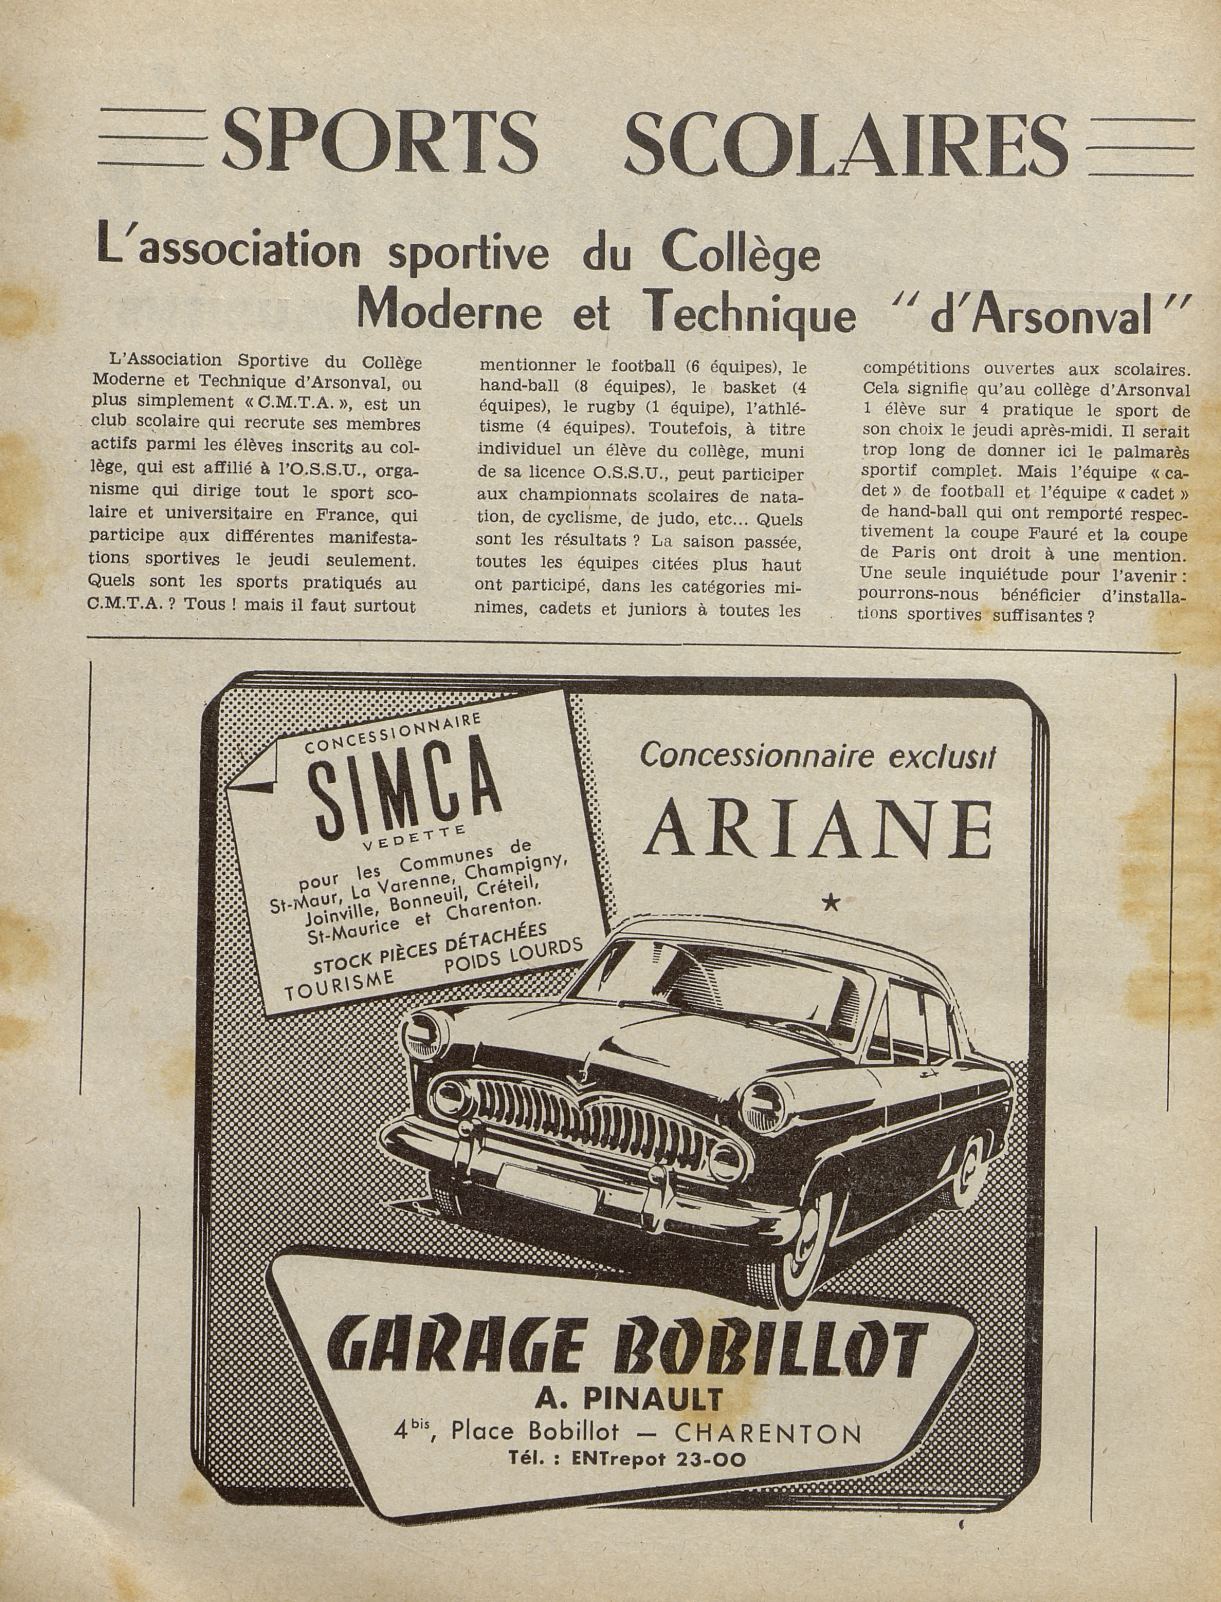 SPORTS SCOLAIRES
L'association sportive du Collège
Moderne et Technique “d'Arsonval”
L'Association Sportive du Collège
Moderne et Technique d'Arsonval, ou
plus simplement « C.M.T.A. », est un
club scolaire qui recrute ses membres
actifs parmi les élèves inscrits au col-
lège, qui est affilié à l'O.S.S.U., orga-
nisme qui dirige tout le sport sco-
laire et universitaire en France, qui
participe aux différentes manifesta-
tions sportives le jeudi seulement.
Quels sont les sports pratiqués au
C.M.T.A. ? Tous ! mais il faut surtout
mentionner le football (6 équipes), le
hand-ball (8 équipes), le basket (4
équipes), le rugby (1 équipe), l'athlé-
tisme (4 équipes). Toutefois, à titre
individuel un élève du collège, muni
de sa licence O.S.S.U., peut participer
aux championnats scolaires de nata-
tion, de cyclisme, de judo, etc... Quels
sont les résultats ? La saison passée,
toutes les équipes citées plus haut
ont participé, dans les catégories mi-
nimes, cadets et juniors à toutes les
compétitions ouvertes aux scolaires.
Cela signifie qu'au collège d'Arsonval
1 élève sur 4 pratique le sport de
son choix le jeudi après-midi. Il serait
trop long de donner ici le palmarès
sportif complet. Mais l'équipe « ca-
det » de football et l'équipe « cadet »
de hand-ball qui ont remporté respec-
tivement la coupe Fauré et la coupe
de Paris ont droit à une mention.
Une seule inquiétude pour l'avenir :
pourrons-nous bénéficier d'installa-
tions sportives suffisantes ?
CONCESSIONNAIRE
SIMCA
VEDETTE
pour les Communes de
St-Maur, La Varenne, Champigny,
Joinville, Bonneuil, Créteil,
St-Maurice et Charenton.
STOCK PIÈCES DÉTACHÉES
TOURISME POIDS LOURDS
Concessionnaire exclusif
ARIANE
GARAGE BOBILLOT
A. PINAULT
4bis, Place Bobillot — CHARENTON
Tél. : ENTrepot 23-00